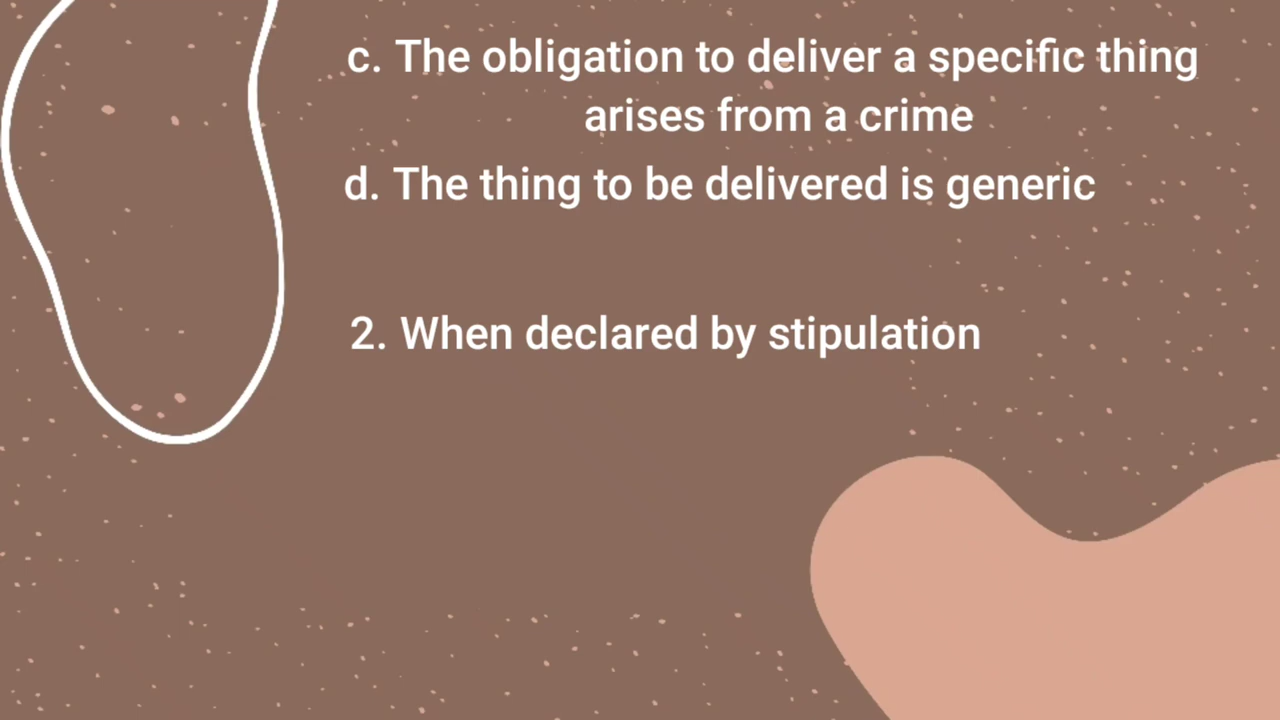 c. The obligation to deliver a specific thing
arises from a crime
d. The thing to be delivered is generic
2. When declared by stipulation